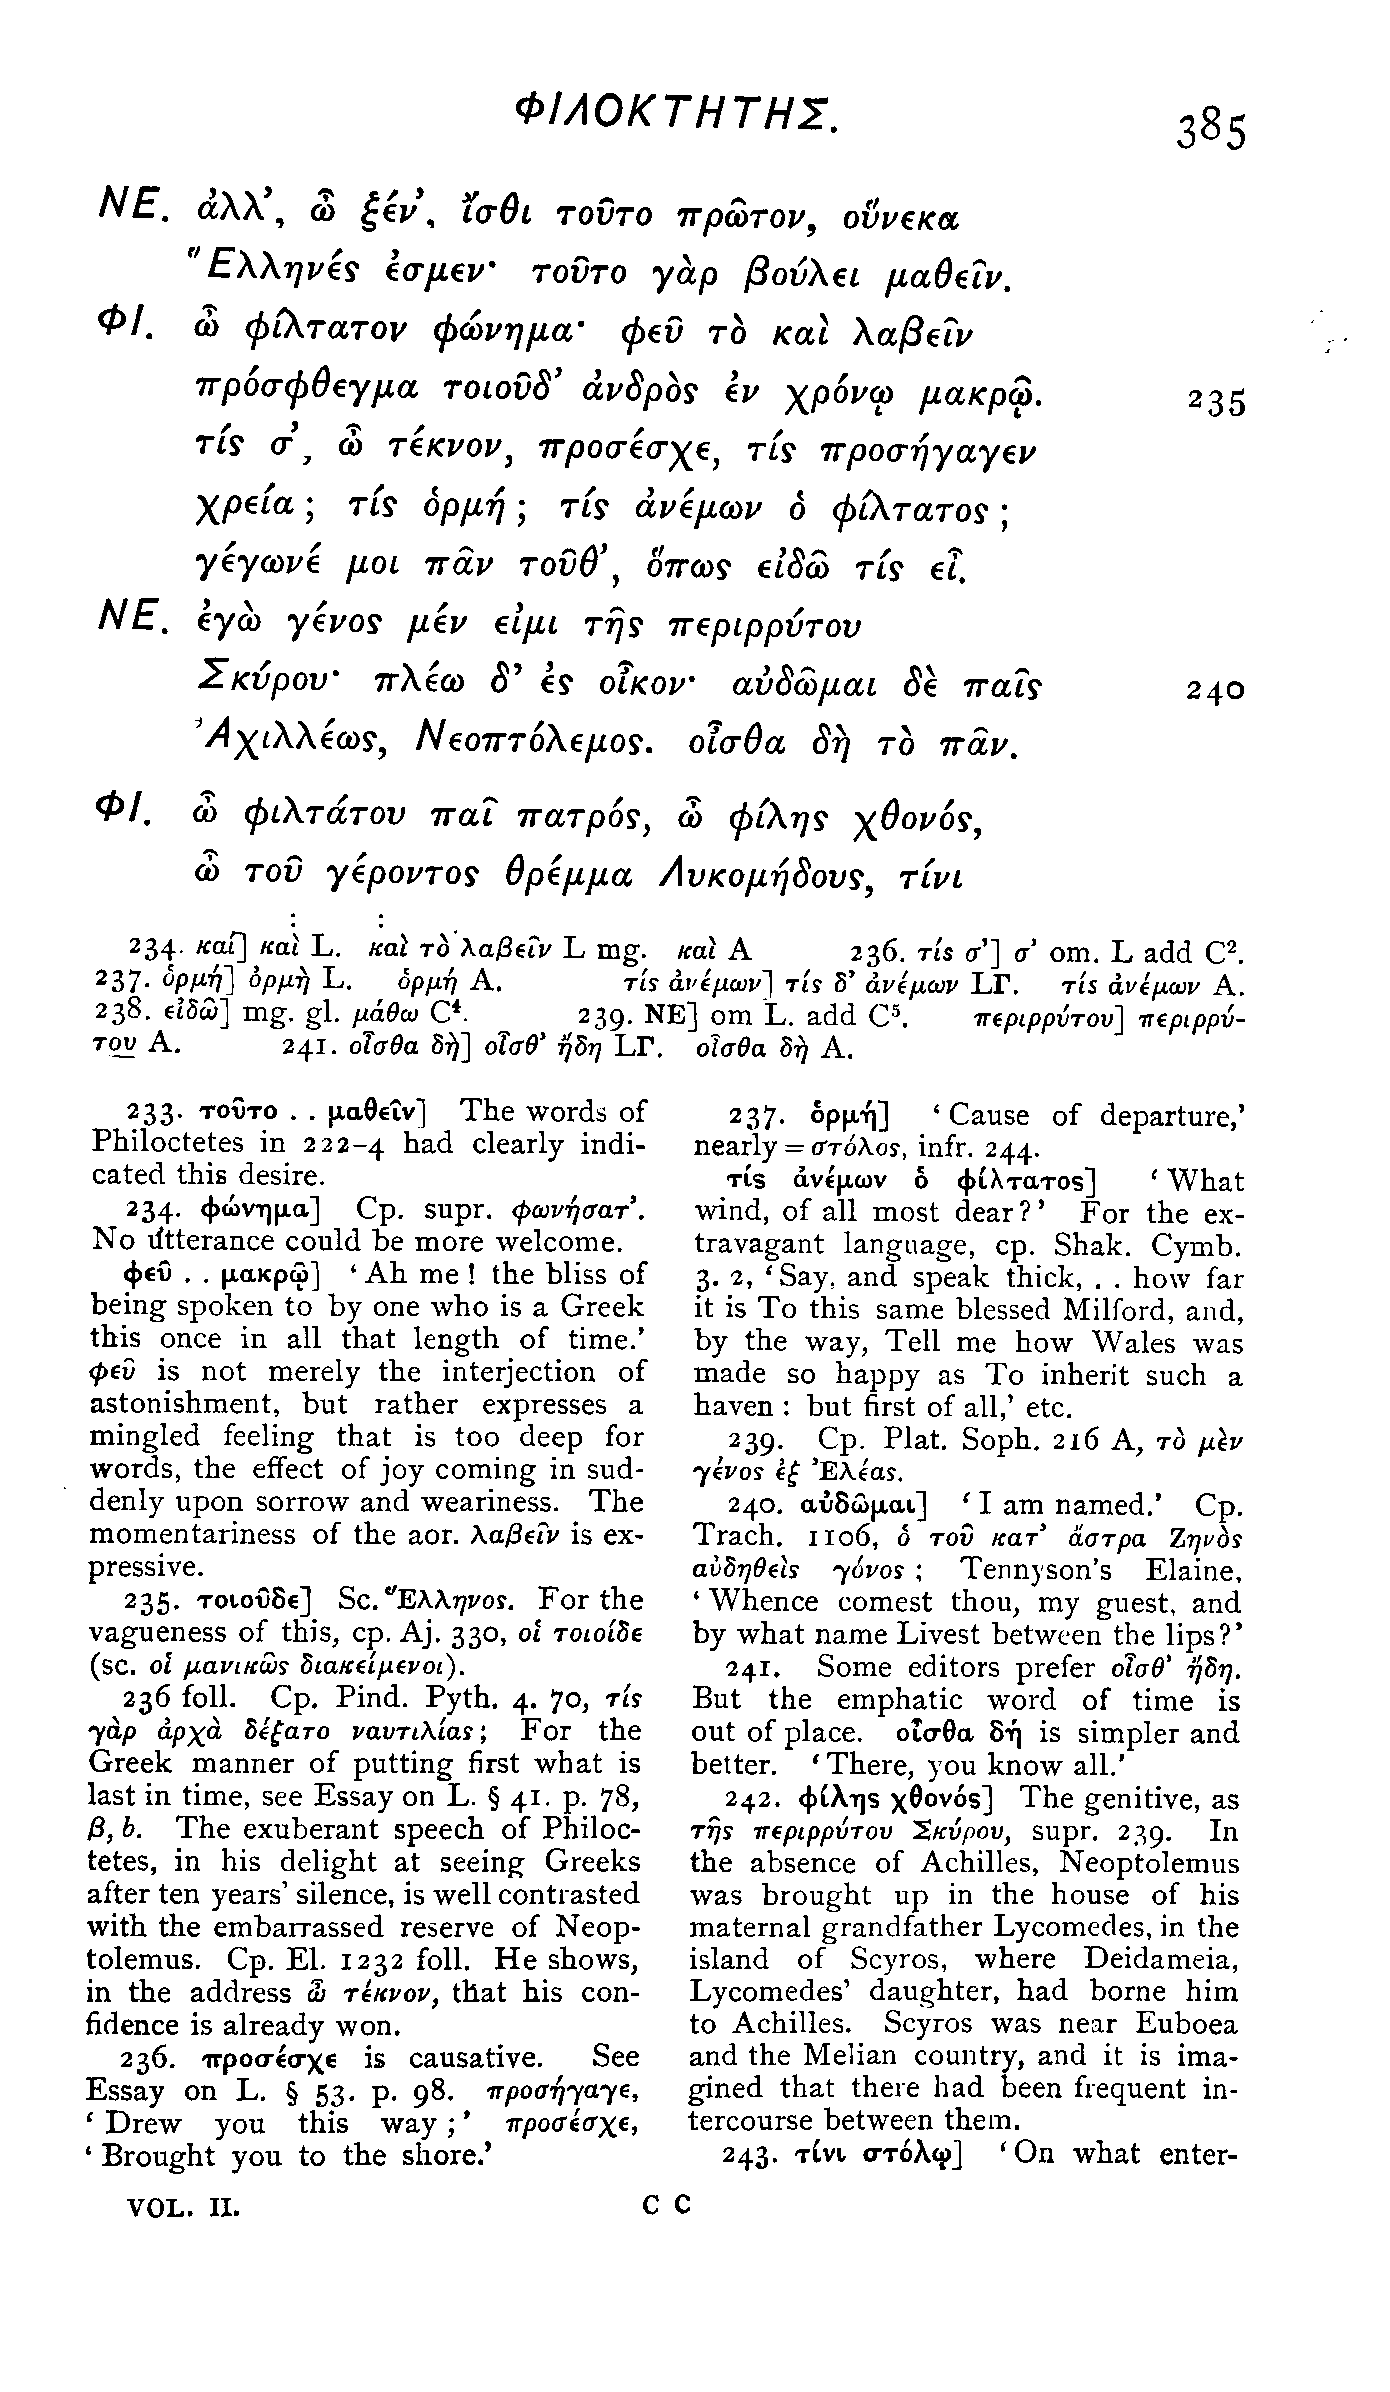 ΦΙΛΟΚΤΗΤΗΣ.
385
ΝΕ. ἀλλ’, ὦ ξέν’, ἴσθι τοῦτο πρῶτον, οὕνεκα
Ἕλληνές ἐσμεν· τοῦτο γὰρ βούλει μαθεῖν.
ΦΙ. ὦ φίλτατον φώνημα· φεῦ τὸ καὶ λαβεῖν
πρόσφθεγμα τοιοῦδ’ ἀνδρὸς ἐν χρόνῳ μακρῷ. 235
τίς σ’, ὦ τέκνον, προσέσχε, τίς προσήγαγεν
χρεία; τίς ὁρμή; τίς ἀνέμων ὁ φίλτατος;
γέγωνέ μοι πᾶν τοῦθ’, ὅπως εἰδῶ τίς εἶ.
ΝΕ. ἐγὼ γένος μέν εἰμι τῆς περιρρύτου
Σκύρου· πλέω δ’ ἐς οἶκον· αὐδῶμαι δὲ παῖς 240
Ἀχιλλέως, Νεοπτόλεμος. οἶσθα δὴ τὸ πᾶν.
ΦΙ. ὦ φιλτάτου παῖ πατρός, ὦ φίλης χθονός,
ὦ τοῦ γέροντος θρέμμα Λυκομήδους, τίνι
234. καί] καὶ L. καὶ τὸ λαβεῖν L mg. καὶ A 236. τίς σ’] σ’ om. L add C².
237. ὁρμή] ὀρμὴ L. ὁρμή A. τίς ἀνέμων] τίς δ’ ἀνέμων LΓ. τίς ἀνέμων A.
238. εἰδῶ] mg. gl. μάθω C⁴. 239. ΝΕ] om L. add C⁵. περιρρύτου] περιρρύ-
του A. 241. οἶσθα δὴ] οἶσθ’ ἤδη LΓ. οἶσθα δὴ A.
233. τοῦτο . . μαθεῖν] The words of
Philoctetes in 222-4 had clearly indi-
cated this desire.
234. φώνημα] Cp. supr. φωνήσατ’.
No utterance could be more welcome.
φεῦ . . μακρῷ] ‘Ah me! the bliss of
being spoken to by one who is a Greek
this once in all that length of time.’
φεῦ is not merely the interjection of
astonishment, but rather expresses a
mingled feeling that is too deep for
words, the effect of joy coming in sud-
denly upon sorrow and weariness. The
momentariness of the aor. λαβεῖν is ex-
pressive.
235. τοιοῦδε] Sc. Ἕλληνος. For the
vagueness of this, cp. Aj. 330, οἱ τοιοίδε
(sc. οἱ μανικῶς διακείμενοι).
236 foll. Cp. Pind. Pyth. 4. 70, τίς
γὰρ ἀρχὰ δέξατο ναυτιλίας; For the
Greek manner of putting first what is
last in time, see Essay on L. § 41. p. 78,
β, b. The exuberant speech of Philoc-
tetes, in his delight at seeing Greeks
after ten years’ silence, is well contrasted
with the embarrassed reserve of Neop-
tolemus. Cp. El. 1232 foll. He shows,
in the address ὦ τέκνον, that his con-
fidence is already won.
236. προσέσχε is causative. See
Essay on L. § 53. p. 98. προσήγαγε,
‘Drew you this way;’ προσέσχε,
‘Brought you to the shore.’
237. ὁρμή] ‘Cause of departure,’
nearly = στόλος, infr. 244.
τίς ἀνέμων ὁ φίλτατος] ‘What
wind, of all most dear?’ For the ex-
travagant language, cp. Shak. Cymb.
3. 2, ‘Say, and speak thick, . . how far
it is To this same blessed Milford, and,
by the way, Tell me how Wales was
made so happy as To inherit such a
haven: but first of all,’ etc.
239. Cp. Plat. Soph. 216 A, τὸ μὲν
γένος ἐξ Ἐλέας.
240. αὐδῶμαι] ‘I am named.’ Cp.
Trach. 1106, ὁ τοῦ κατ’ ἄστρα Ζηνὸς
αὐδηθεὶς γόνος; Tennyson’s Elaine,
‘Whence comest thou, my guest, and
by what name Livest between the lips?’
241. Some editors prefer οἶσθ’ ἤδη.
But the emphatic word of time is
out of place. οἶσθα δή is simpler and
better. ‘There, you know all.’
242. φίλης χθονός] The genitive, as
τῆς περιρρύτου Σκύρου, supr. 239. In
the absence of Achilles, Neoptolemus
was brought up in the house of his
maternal grandfather Lycomedes, in the
island of Scyros, where Deidameia,
Lycomedes’ daughter, had borne him
to Achilles. Scyros was near Euboea
and the Melian country, and it is ima-
gined that there had been frequent in-
tercourse between them.
243. τίνι στόλῳ] ‘On what enter-
VOL. II.
C C